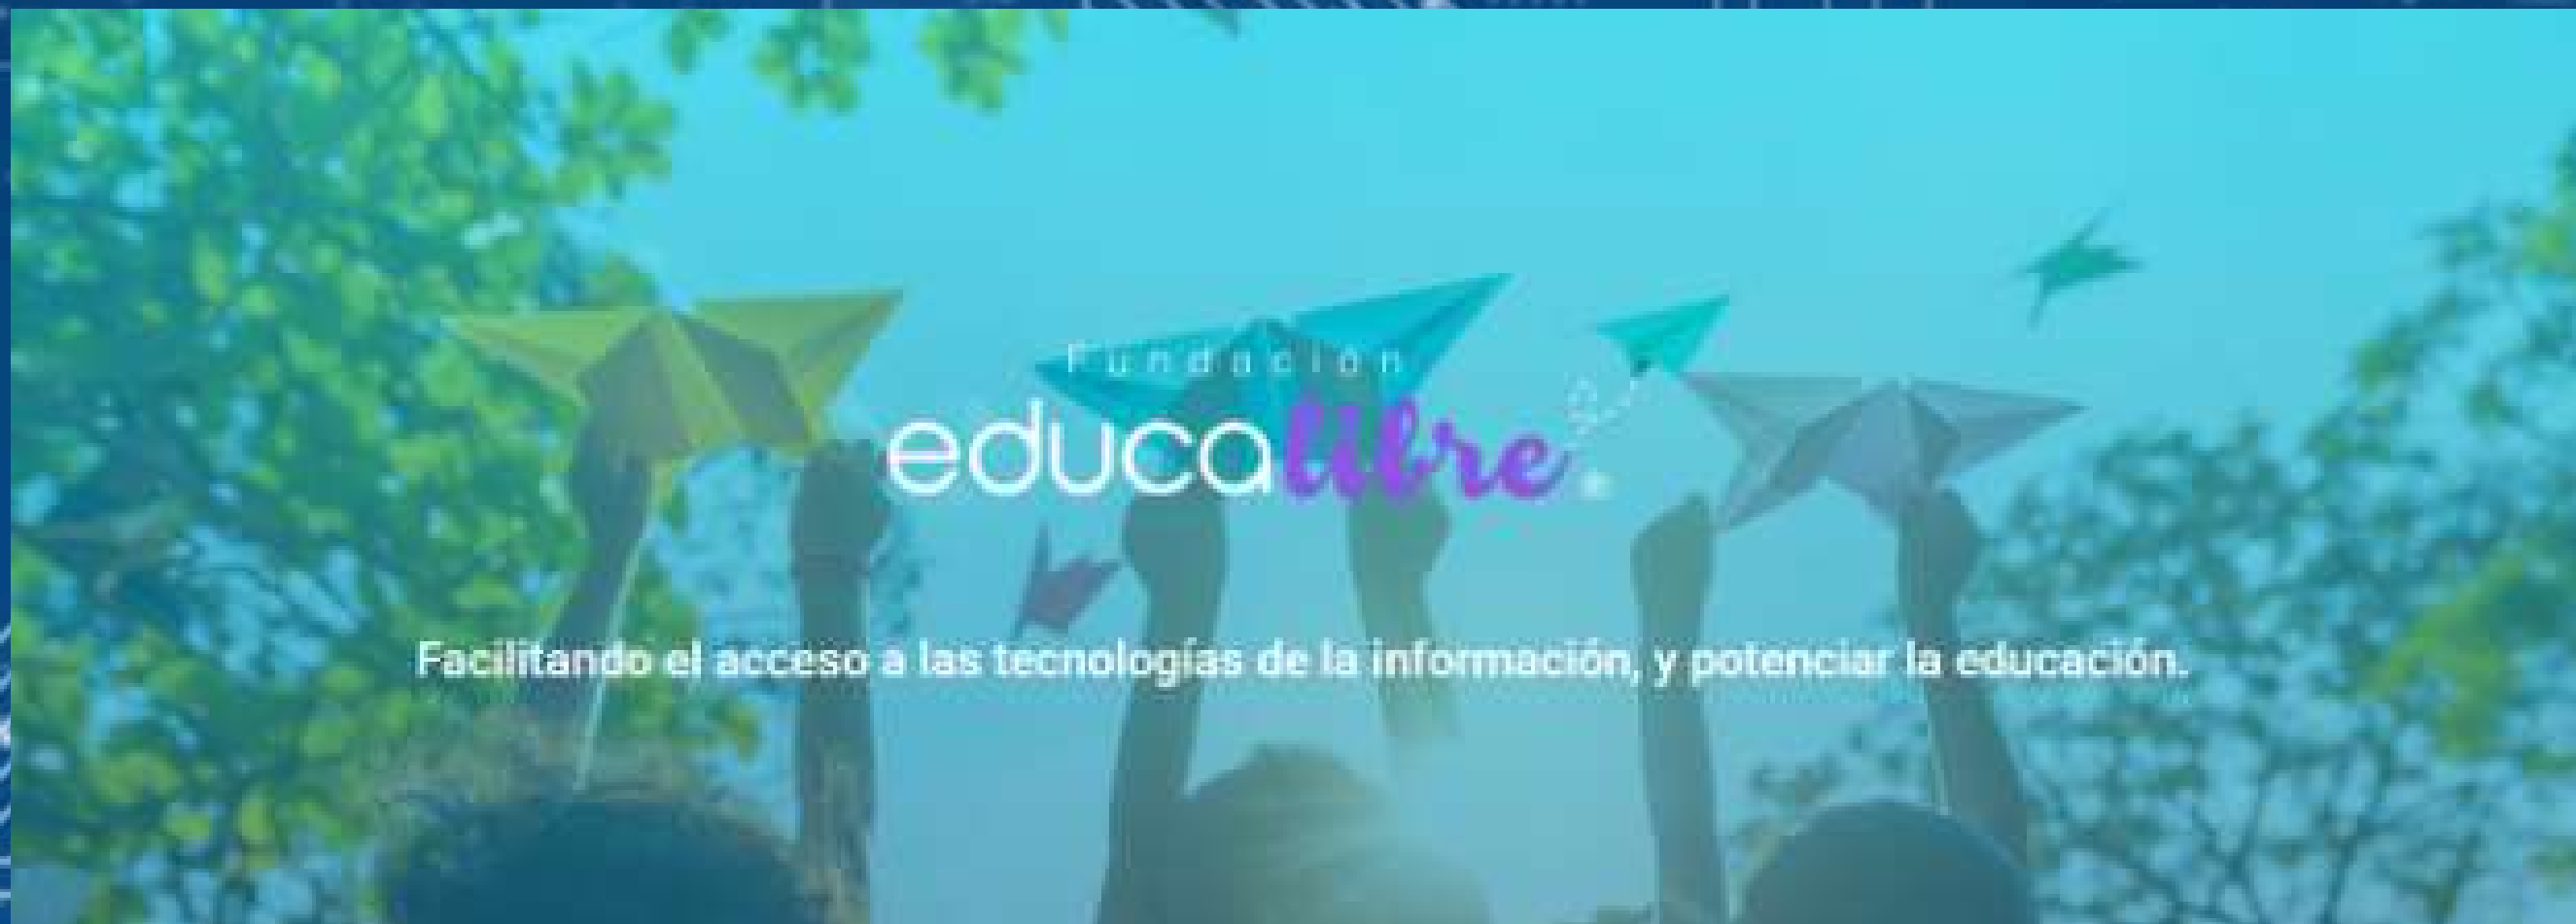 Fundación
educalibre
Facilitando el acceso a las tecnologías de la información, y potenciar la educación.